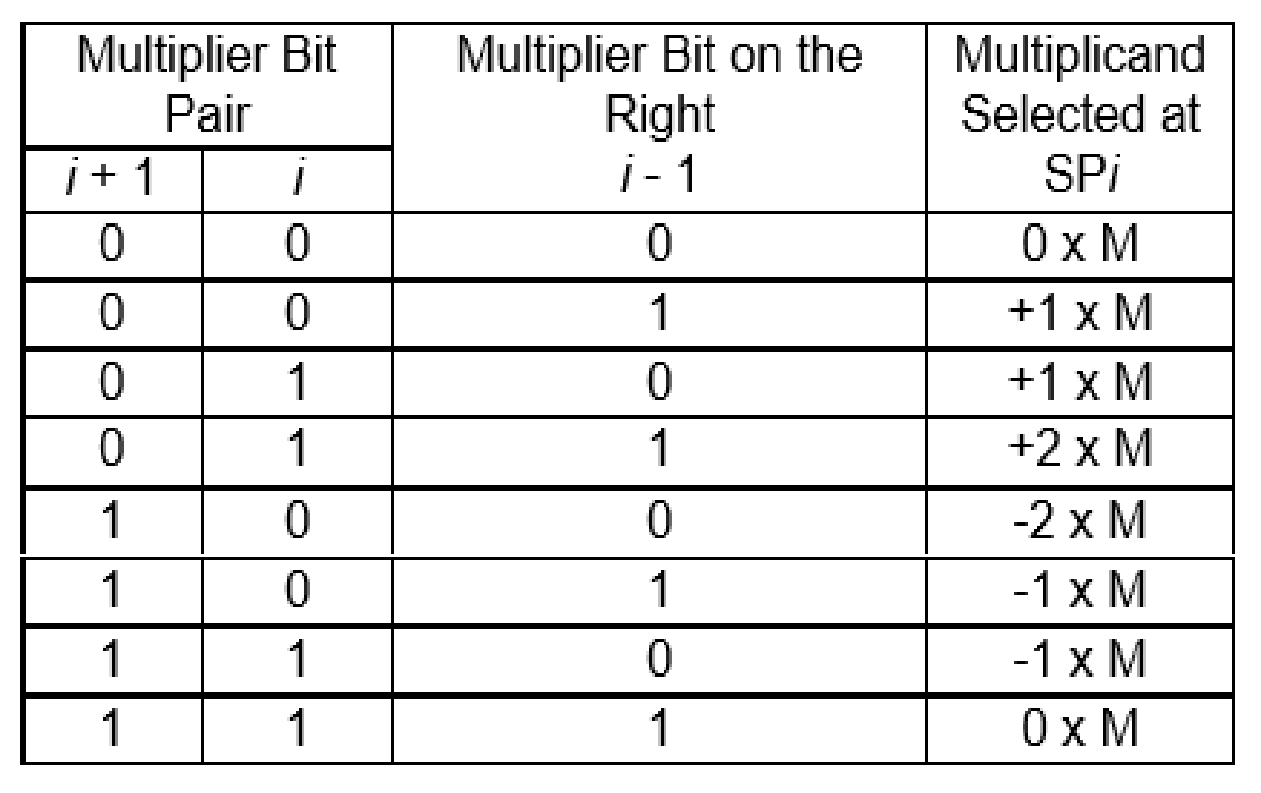 Multiplier Bit Pair
Multiplier Bit on the Right
i - 1
Multiplicand Selected at SPi
i + 1 i
0 0 0 0 x M
0 0 1 +1 x M
0 1 0 +1 x M
0 1 1 +2 x M
1 0 0 -2 x M
1 0 1 -1 x M
1 1 0 -1 x M
1 1 1 0 x M